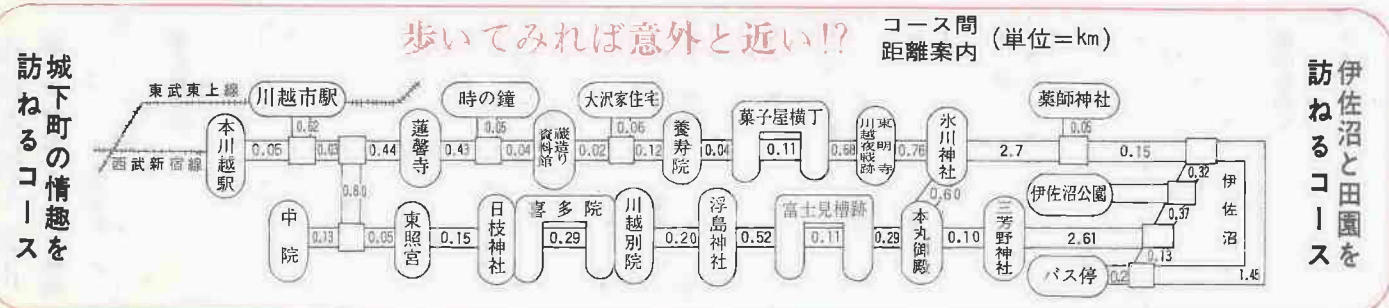 歩いてみれば意外と近い!?
コース間
距離案内
(単位=km)
城下町の情趣を
訪ねるコース
東武東上線
西武新宿線
本川越駅
0.05
川越市駅
0.03
0.44
蓮馨寺
0.43
時の鐘
0.05
0.04
蔵造り
資料館
0.02
大沢家住宅
0.06
0.12
養寿院
0.04
菓子屋横丁
0.11
0.68
東明寺
川越夜戦跡
0.76
氷川神社
2.7
薬師神社
0.05
0.15
0.60
中院
0.13
0.05
東照宮
0.15
日枝神社
喜多院
0.29
川越別院
0.20
浮島神社
0.52
富士見櫓跡
0.11
0.29
本丸御殿
0.60
0.10
三芳野神社
2.61
伊佐沼公園
0.32
0.37
0.13
バス停
0.2
伊佐沼
伊佐沼と田園を
訪ねるコース